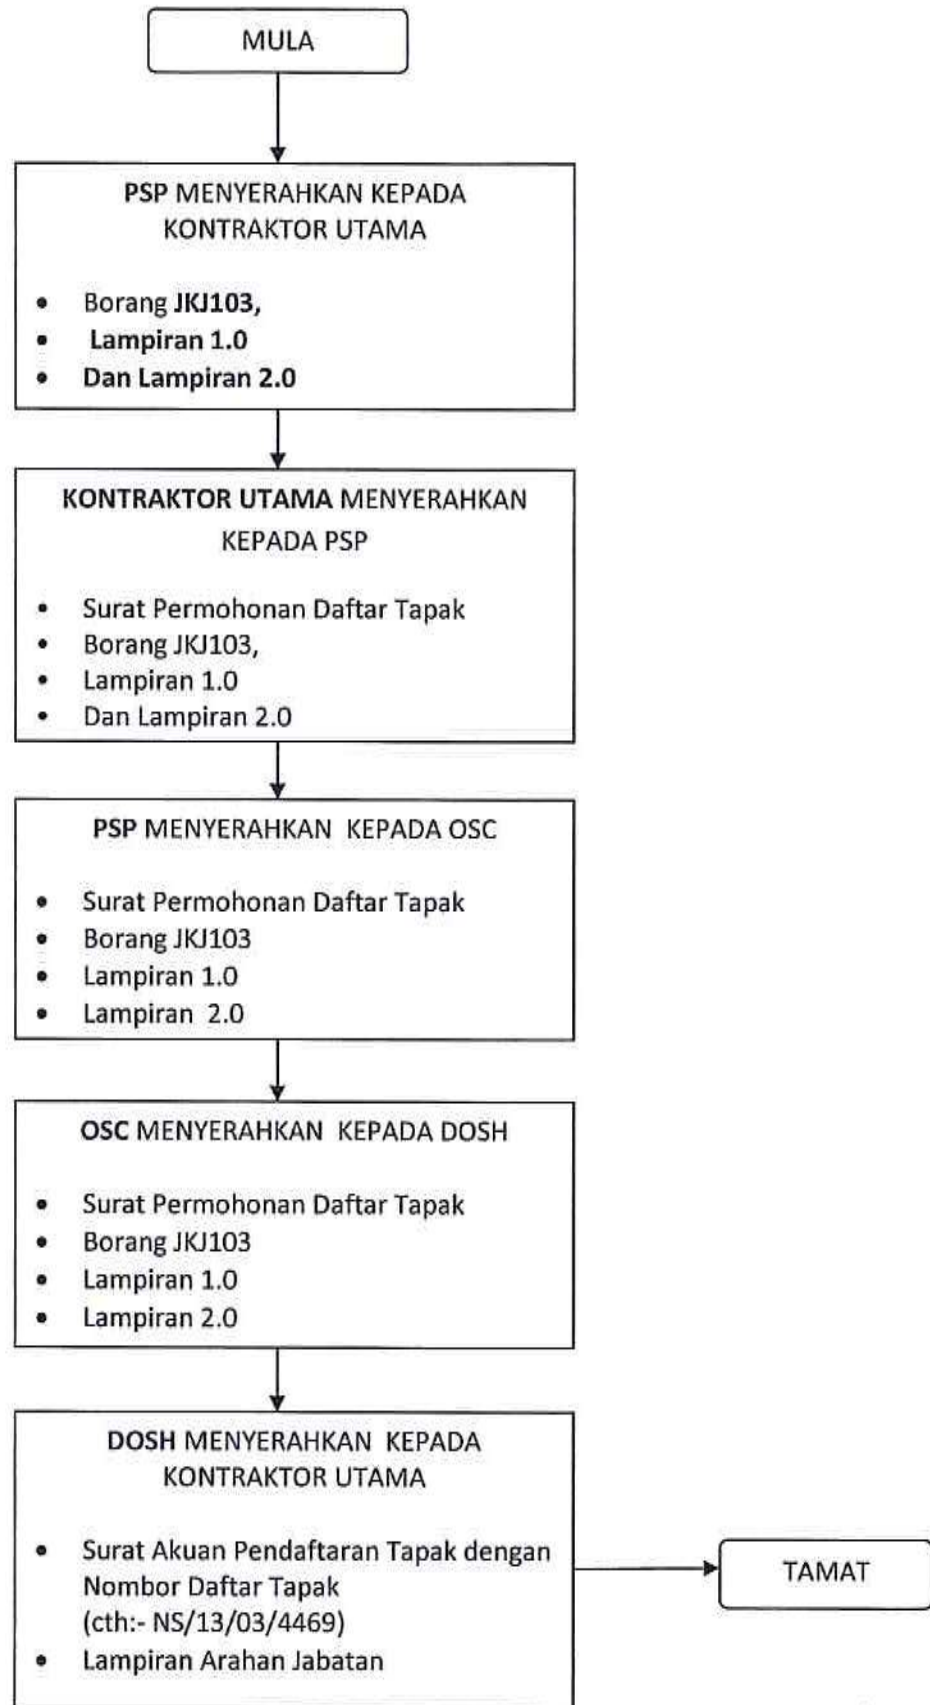 MULA
PSP MENYERAHKAN KEPADA
KONTRAKTOR UTAMA
• Borang JKJ103,
• Lampiran 1.0
• Dan Lampiran 2.0
KONTRAKTOR UTAMA MENYERAHKAN
KEPADA PSP
• Surat Permohonan Daftar Tapak
• Borang JKJ103,
• Lampiran 1.0
• Dan Lampiran 2.0
PSP MENYERAHKAN KEPADA OSC
• Surat Permohonan Daftar Tapak
• Borang JKJ103
• Lampiran 1.0
• Lampiran 2.0
OSC MENYERAHKAN KEPADA DOSH
• Surat Permohonan Daftar Tapak
• Borang JKJ103
• Lampiran 1.0
• Lampiran 2.0
DOSH MENYERAHKAN KEPADA
KONTRAKTOR UTAMA
• Surat Akuan Pendaftaran Tapak dengan
Nombor Daftar Tapak
(cth:- NS/13/03/4469)
• Lampiran Arahan Jabatan
TAMAT